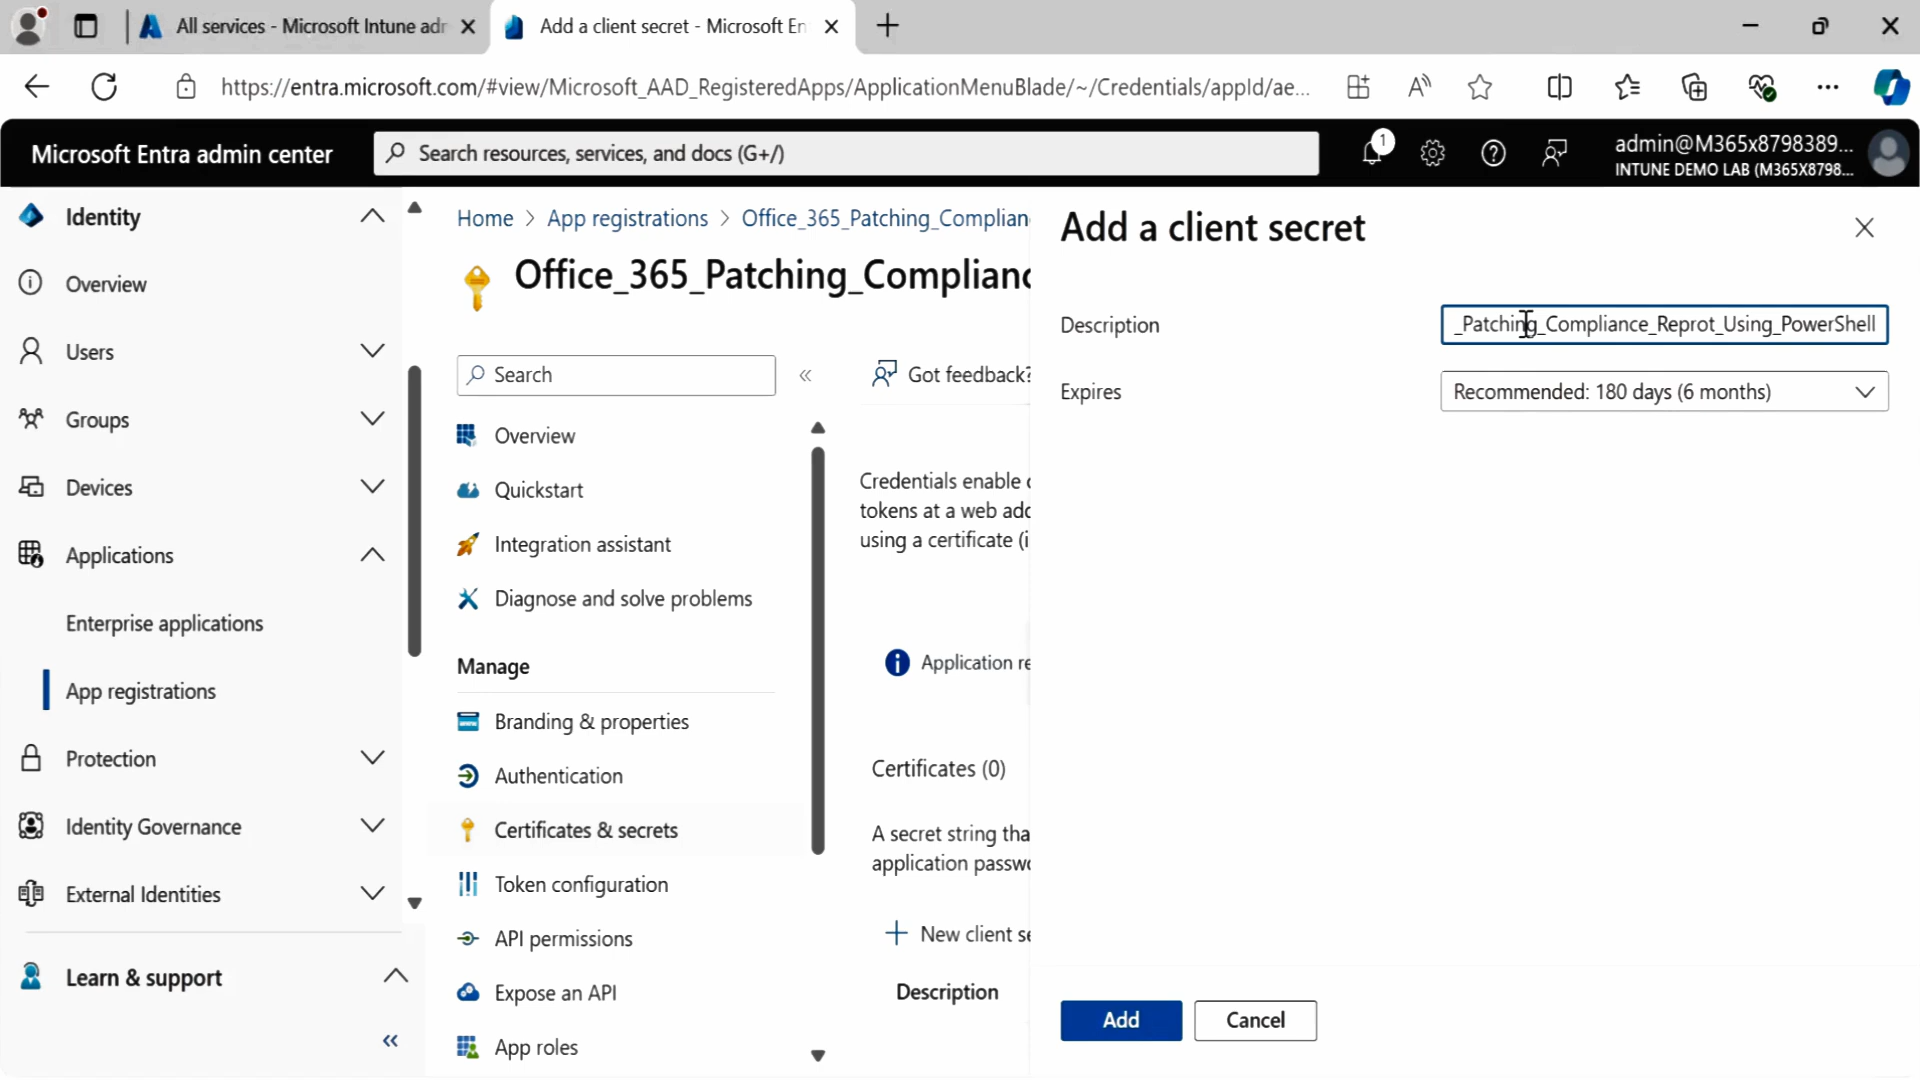 All services - Microsoft Intune adr
Add a client secret - Microsoft En
https://entra.microsoft.com/#view/Microsoft_AAD_RegisteredApps/ApplicationMenuBlade/~/Credentials/appId/ae...
Microsoft Entra admin center
Search resources, services, and docs (G+/)
1
admin@M365x8798389...
INTUNE DEMO LAB (M365X8798...
Identity
Overview
Users
Groups
Devices
Applications
Enterprise applications
App registrations
Protection
Identity Governance
External Identities
Learn & support
Home > App registrations > Office_365_Patching_Complian
Office_365_Patching_Complianc
Search
Overview
Quickstart
Integration assistant
Diagnose and solve problems
Manage
Branding & properties
Authentication
Certificates & secrets
Token configuration
API permissions
Expose an API
App roles
Got feedback?
Credentials enable c
tokens at a web add
using a certificate (i
Application re
Certificates (0)
A secret string tha
application passwo
New client se
Description
Add a client secret
Description
_Patching_Compliance_Reprot_Using_PowerShell
Expires
Recommended: 180 days (6 months)
Add
Cancel